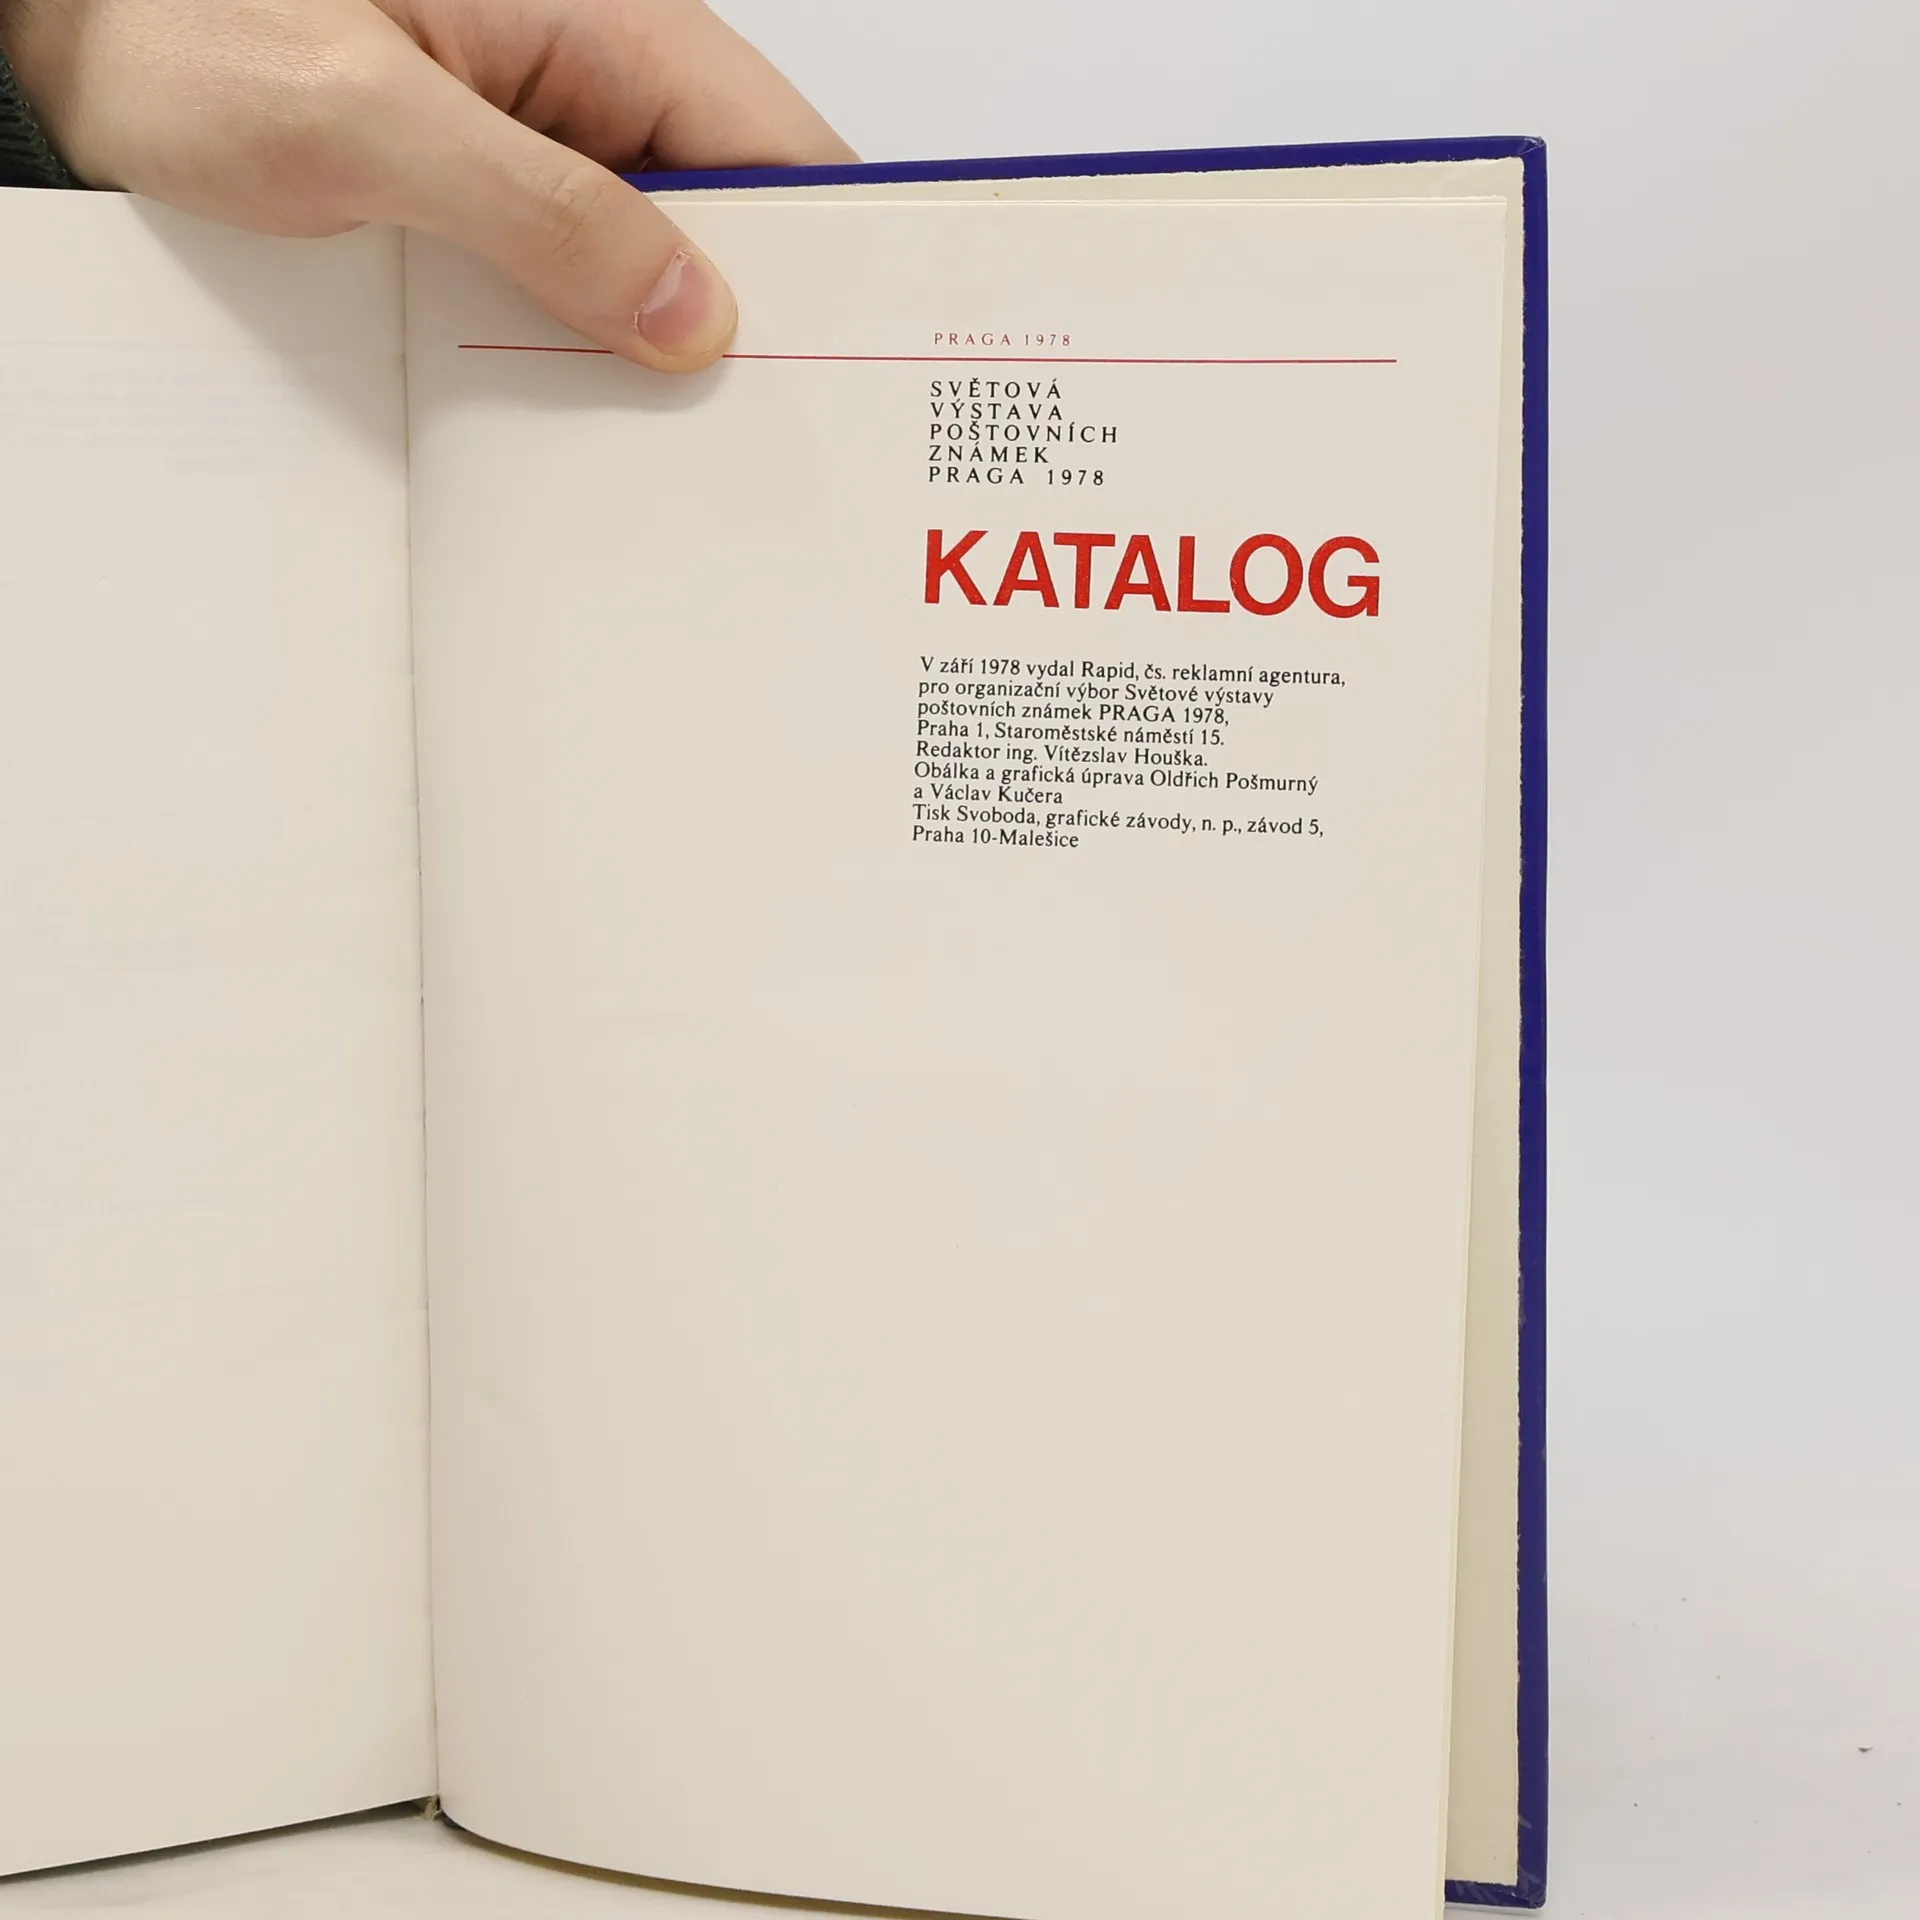 PRAGA 1978
SVĚTOVÁ
VÝSTAVA
POŠTOVNÍCH
ZNÁMEK
PRAGA 1978
KATALOG
V září 1978 vydal Rapid, čs. reklamní agentura,
pro organizační výbor Světové výstavy
poštovních známek PRAGA 1978,
Praha 1, Staroměstské náměstí 15.
Redaktor ing. Vítězslav Houška.
Obálka a grafická úprava Oldřich Pošmurný
a Václav Kučera
Tisk Svoboda, grafické závody, n. p., závod 5,
Praha 10-Malešice